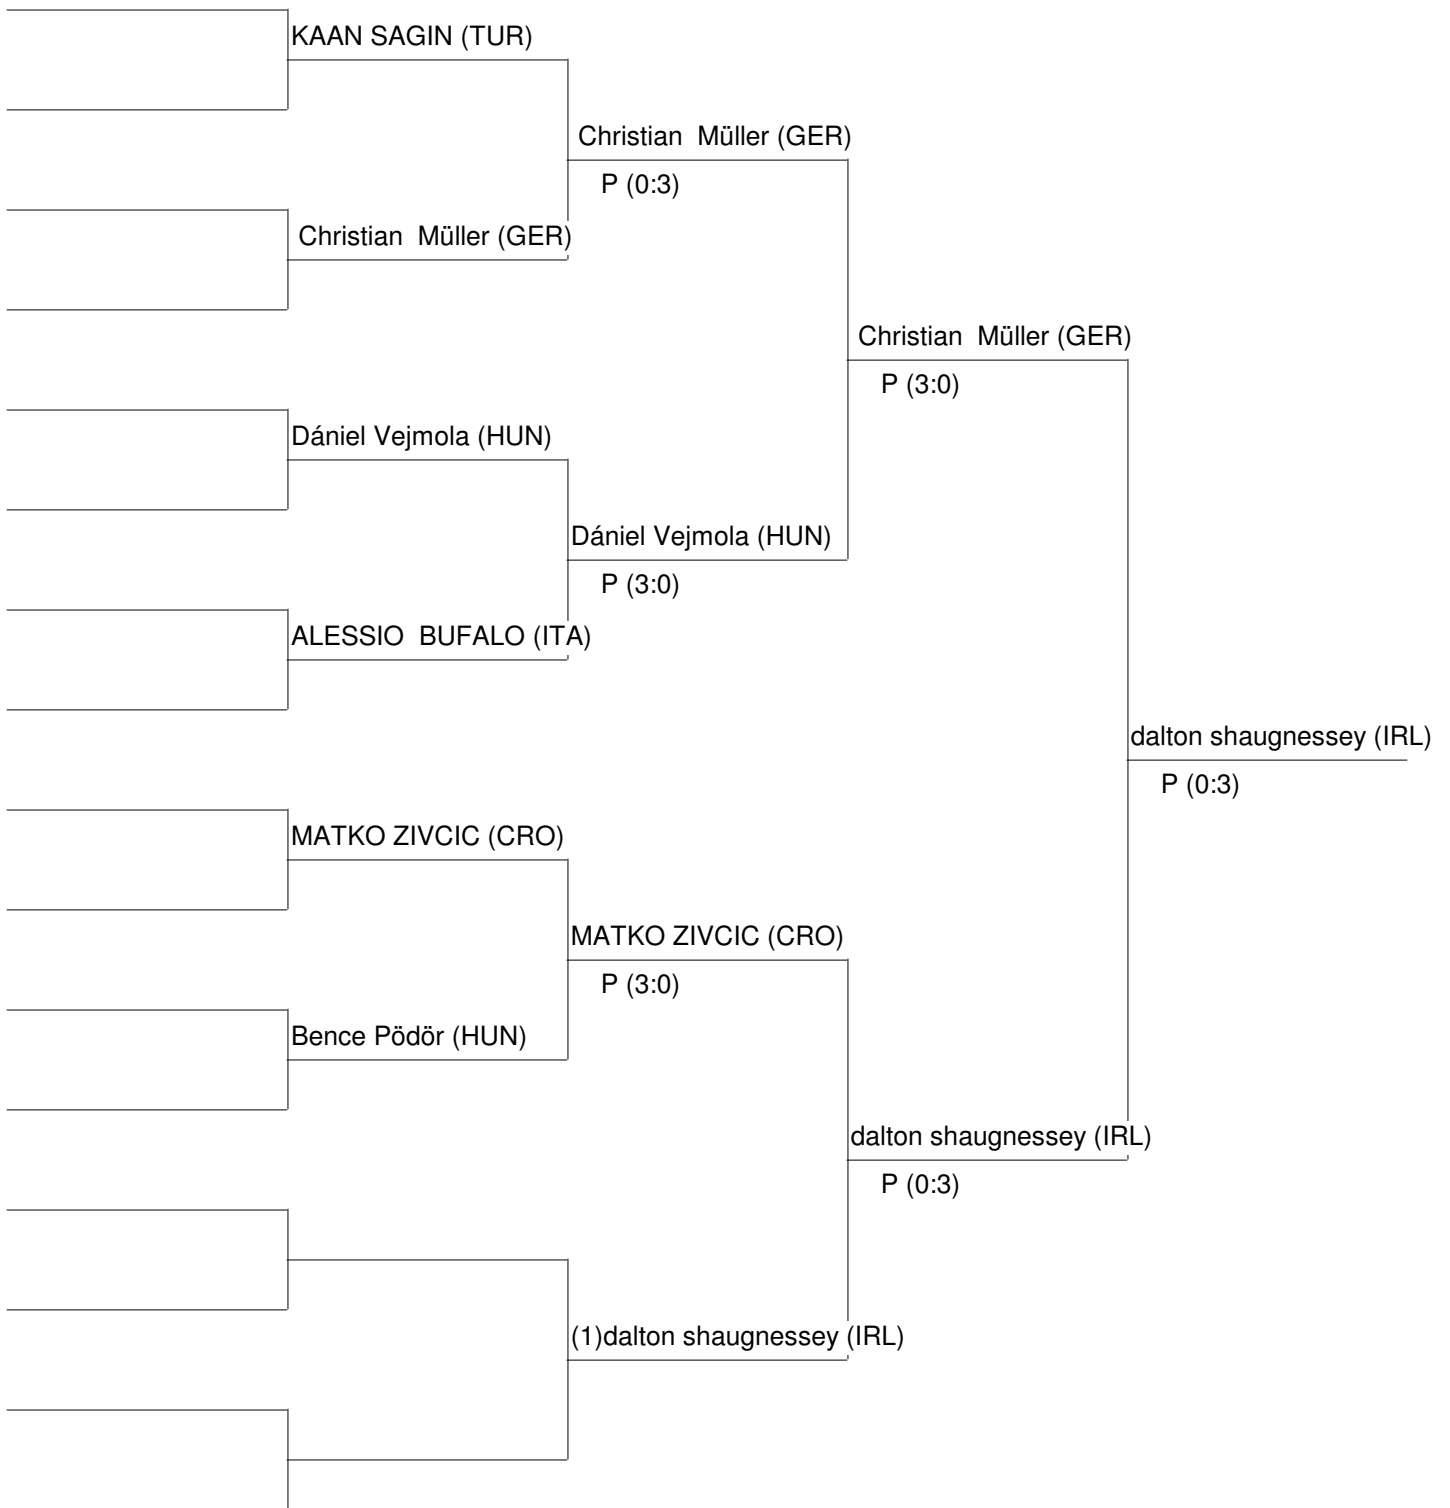 KAAN SAGIN (TUR)
Christian  Müller (GER)
P (0:3)
Christian  Müller (GER)
Christian  Müller (GER)
P (3:0)
Dániel Vejmola (HUN)
Dániel Vejmola (HUN)
P (3:0)
ALESSIO  BUFALO (ITA)
dalton shaugnessey (IRL)
P (0:3)
MATKO ZIVCIC (CRO)
MATKO ZIVCIC (CRO)
P (3:0)
Bence Pödör (HUN)
dalton shaugnessey (IRL)
P (0:3)
(1)dalton shaugnessey (IRL)